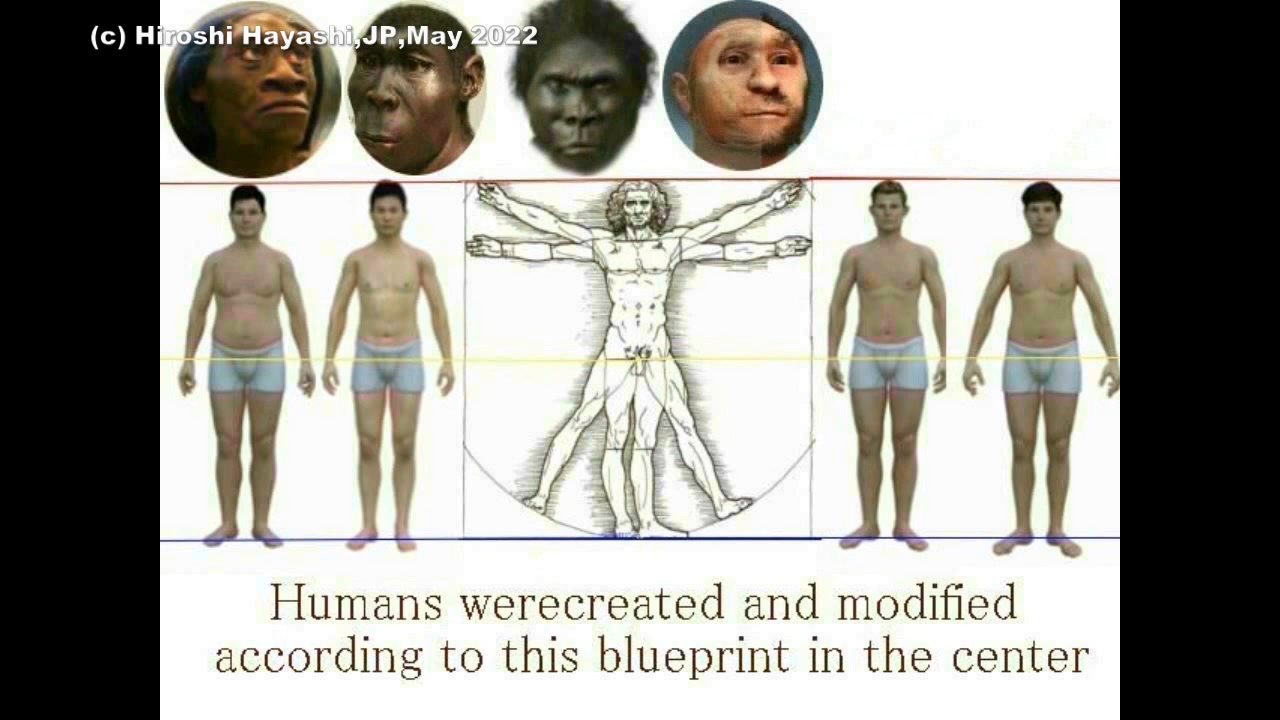 (c) Hiroshi Hayashi,JP,May 2022
Humans werecreated and modified
according to this blueprint in the center